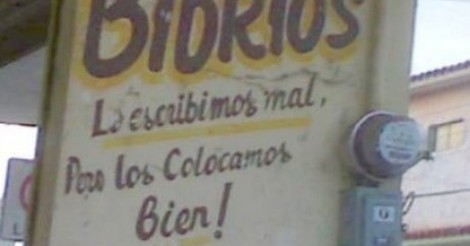 BIDRIOS
Lo escribimos mal,
Pero los Colocamos
Bien!